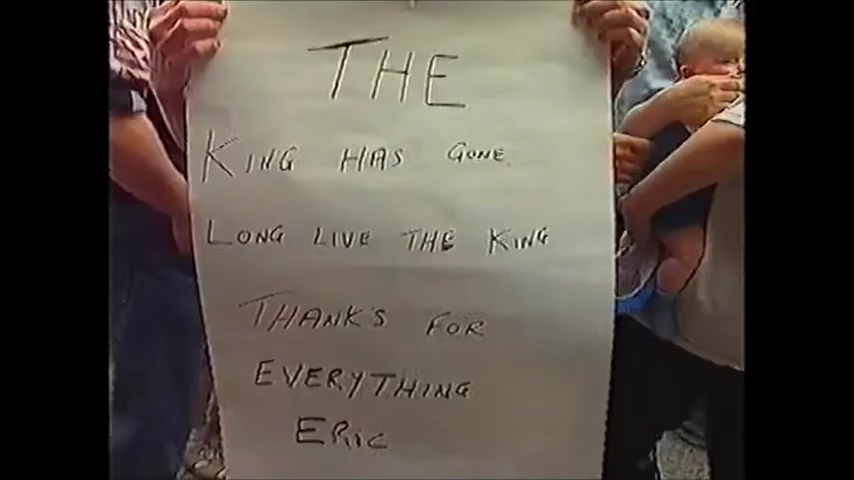 THE
KING HAS GONE.
LONG LIVE THE KING
THANK'S FOR
EVERYTHING
ERIC